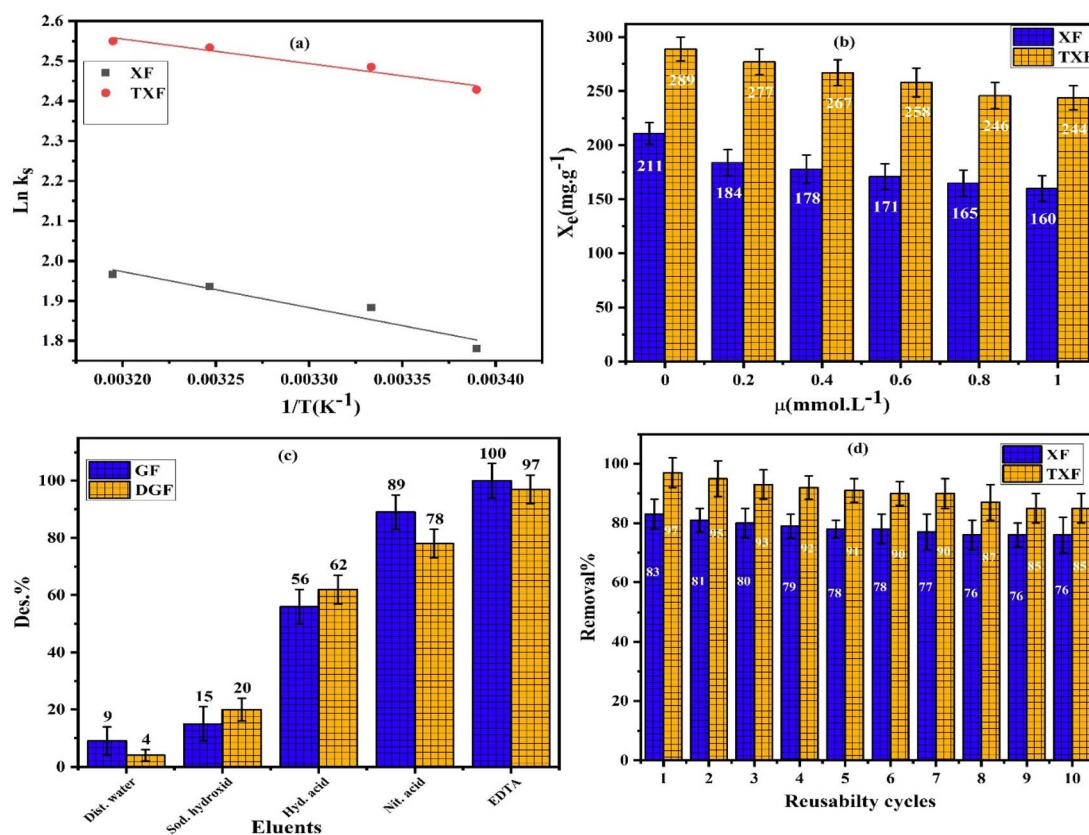 (a)
XF
TXF
2.6
2.5
2.4
2.3
2.2
2.1
2.0
1.9
1.8
Ln ks
0.00320 0.00325 0.00330 0.00335 0.00340
1/T(K-1)
(b)
XF
TXF
300
250
200
150
100
50
0
Xe(mg.g-1)
289 277 267 258 246 244
211 184 178 171 165 160
0 0.2 0.4 0.6 0.8 1
μ(mmol.L-1)
(c)
GF
DGF
100
80
60
40
20
0
Des.%
9 4 15 20 56 62 89 78 100 97
Dist. water Sod. hydroxid Hyd. acid Nit. acid EDTA
Eluents
(d)
XF
TXF
100
80
60
40
20
0
Removal%
97 95 93 92 91 90 90 87 85 85
83 81 80 79 78 78 77 76 76 76
1 2 3 4 5 6 7 8 9 10
Reusabilty cycles